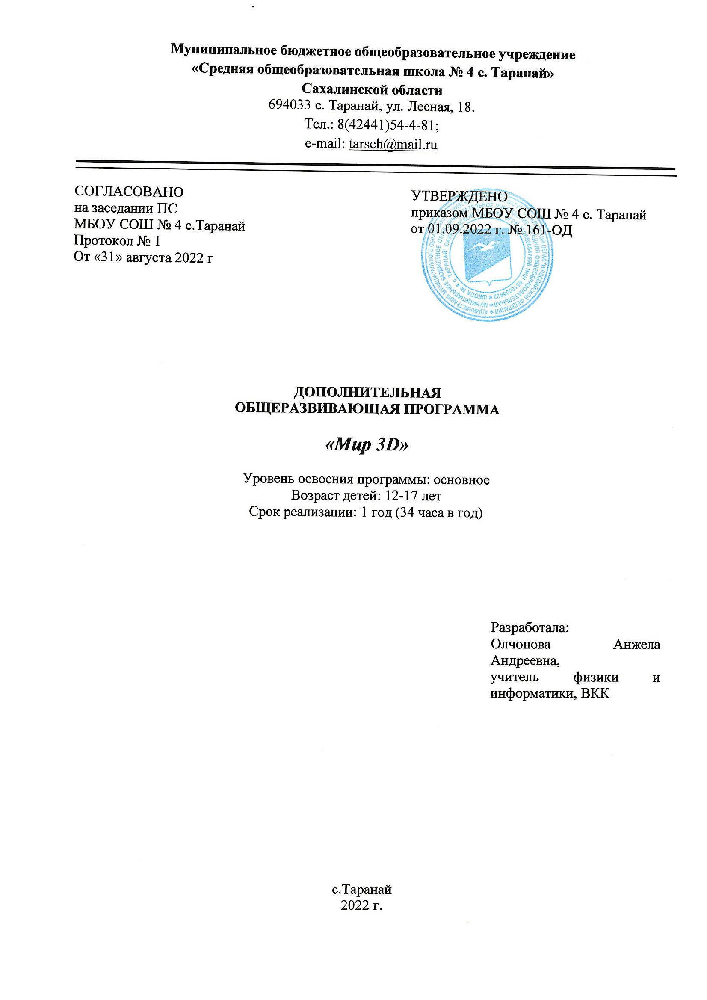 Муниципальное бюджетное общеобразовательное учреждение
«Средняя общеобразовательная школа № 4 с. Таранай»
Сахалинской области
694033 с. Таранай, ул. Лесная, 18.
Тел.: 8(42441)54-4-81;
e-mail: tarsch@mail.ru
СОГЛАСОВАНО
на заседании ПС
МБОУ СОШ № 4 с.Таранай
Протокол № 1
От «31» августа 2022 г
УТВЕРЖДЕНО
приказом МБОУ СОШ № 4 с. Таранай
от 01.09.2022 г. № 161-ОД
ДОПОЛНИТЕЛЬНАЯ
ОБЩЕРАЗВИВАЮЩАЯ ПРОГРАММА
«Мир 3D»
Уровень освоения программы: основное
Возраст детей: 12-17 лет
Срок реализации: 1 год (34 часа в год)
Разработала:
Олчонова Анжела
Андреевна,
учитель физики и
информатики, ВКК
с.Таранай
2022 г.